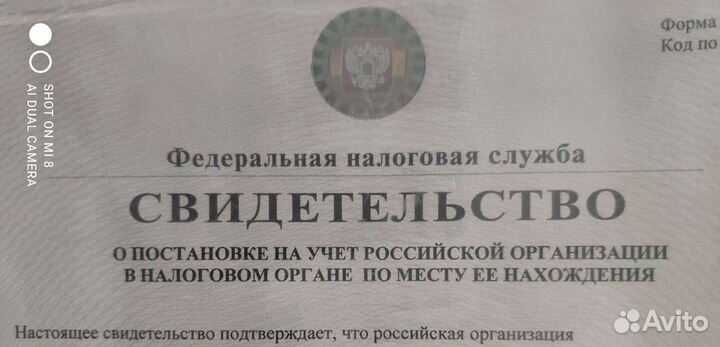 Форма
Код по
SHOT ON MI 8
AI DUAL CAMERA
Федеральная налоговая служба
СВИДЕТЕЛЬСТВО
О ПОСТАНОВКЕ НА УЧЕТ РОССИЙСКОЙ ОРГАНИЗАЦИИ
В НАЛОГОВОМ ОРГАНЕ ПО МЕСТУ ЕЕ НАХОЖДЕНИЯ
Настоящее свидетельство подтверждает, что российская организация
Avito